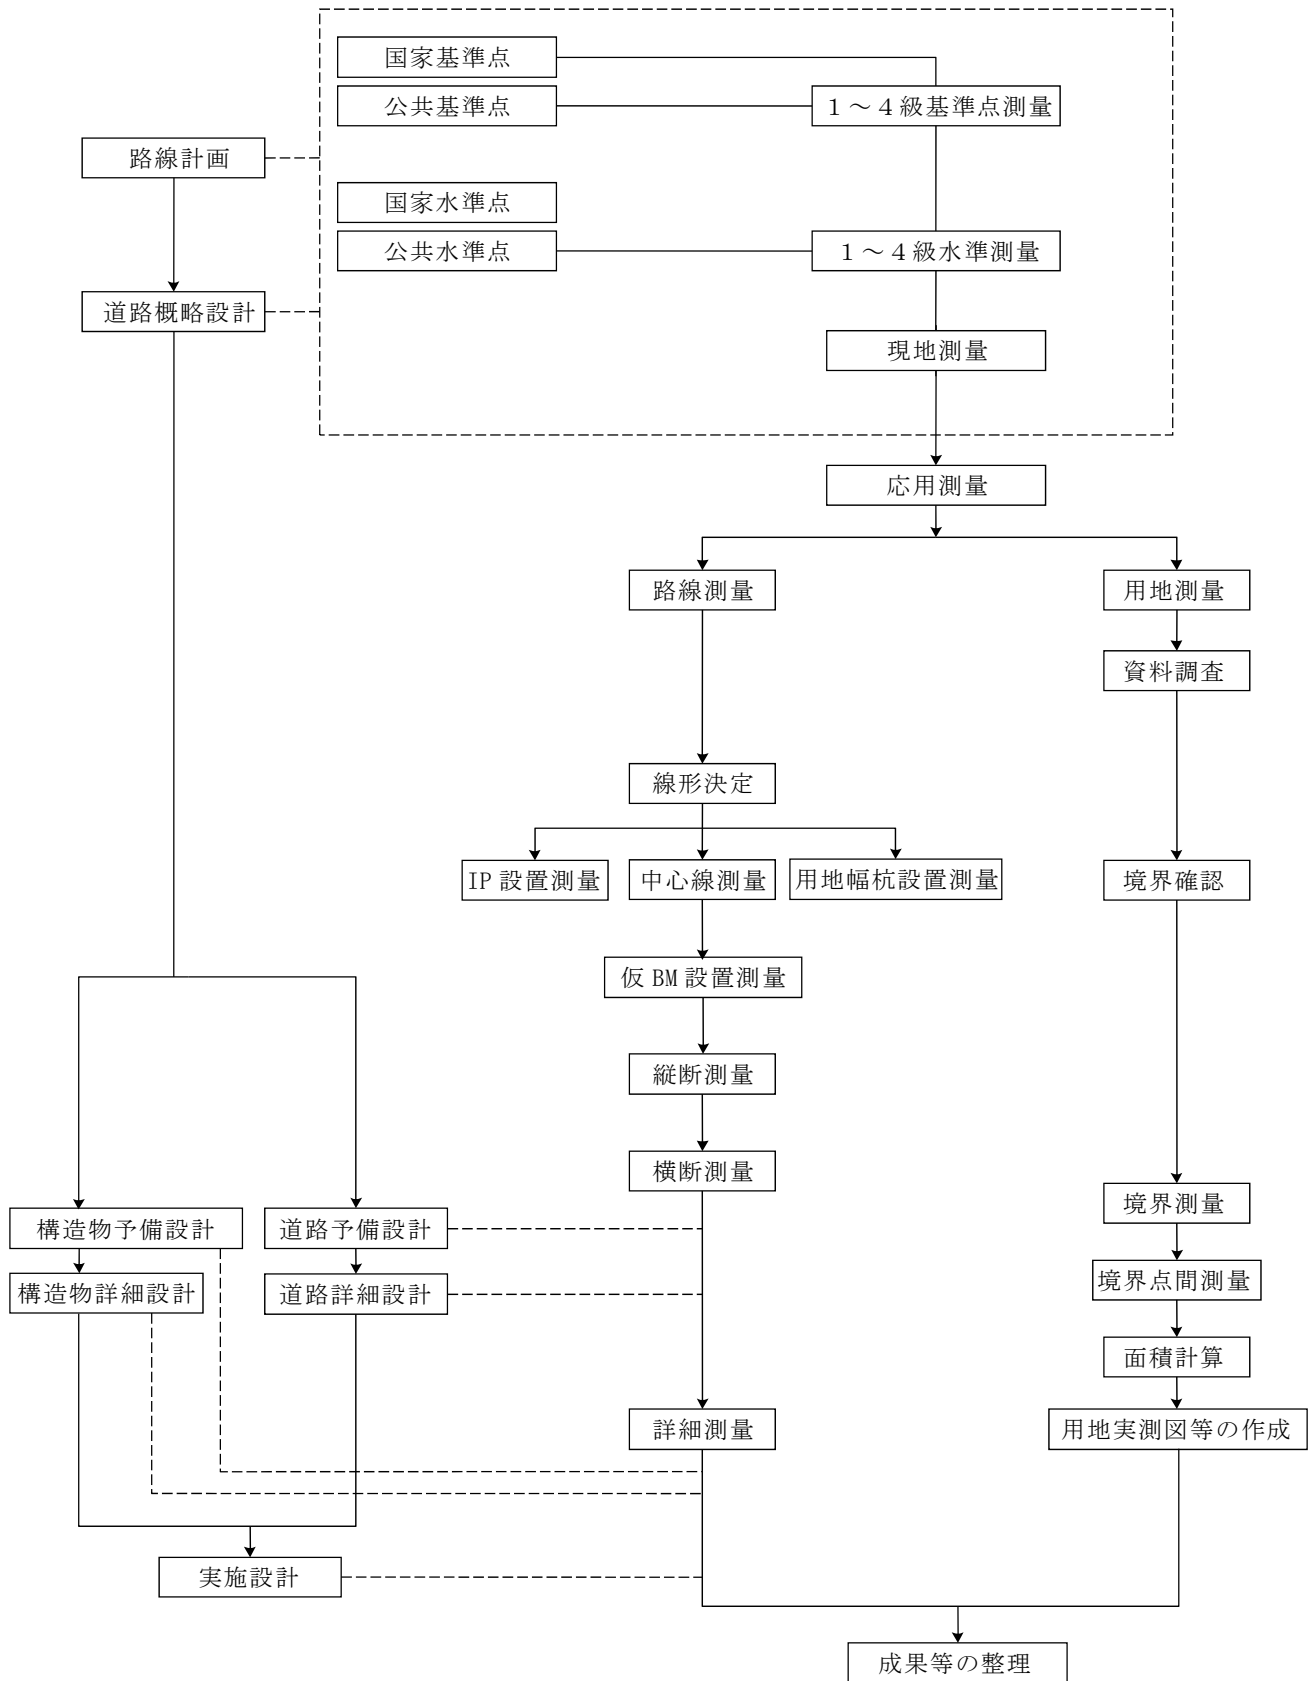 国家基準点
公共基準点
1~4級基準点測量
路線計画
国家水準点
公共水準点
1~4級水準測量
道路概略設計
現地測量
応用測量
路線測量
用地測量
資料調査
線形決定
IP設置測量
中心線測量
用地幅杭設置測量
境界確認
仮BM設置測量
縦断測量
横断測量
境界測量
構造物予備設計
道路予備設計
境界点間測量
構造物詳細設計
道路詳細設計
面積計算
詳細測量
用地実測図等の作成
実施設計
成果等の整理